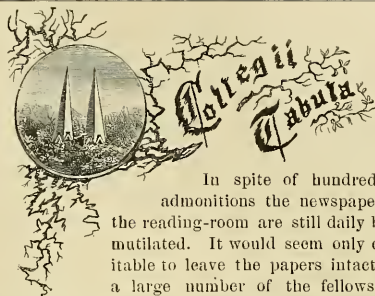 Collegii
Tabula
In spite of hundred
admonitions the newspape
the reading-room are still daily b
mutilated. It would seem only
itable to leave the papers intact
a large number of the fellows